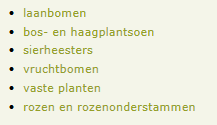 laanbomen
bos- en haagplantsoen
sierheesters
vruchtbomen
vaste planten
rozen en rozenonderstammen